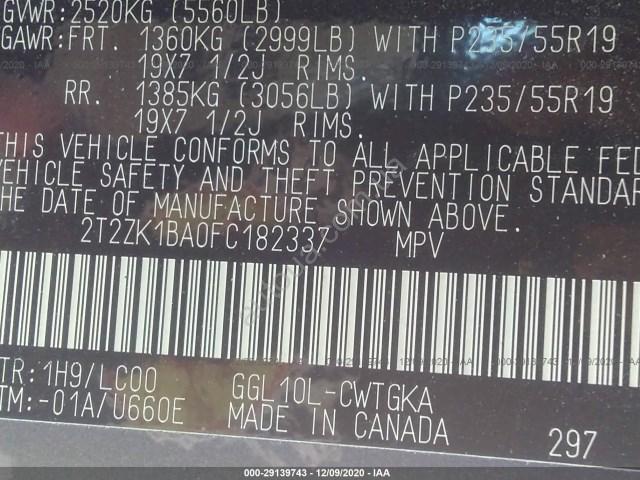 GVWR:2520KG (5560LB)
GAWR:FRT. 1360KG (2999LB) WITH P235/55R19
19X7 1/2J RIMS.
RR. 1385KG (3056LB) WITH P235/55R19
19X7 1/2J RIMS.
THIS VEHICLE CONFORMS TO ALL APPLICABLE FED
VEHICLE SAFETY AND THEFT PREVENTION STANDAR
THE DATE OF MANUFACTURE SHOWN ABOVE.
2T2ZK1BA0FC182337 MPV
TR:1H9/LC00 GGL10L-CWTGKA
TM:-01A/U660E MADE IN CANADA 297
000-29139743 / 12/09/2020 - IAA